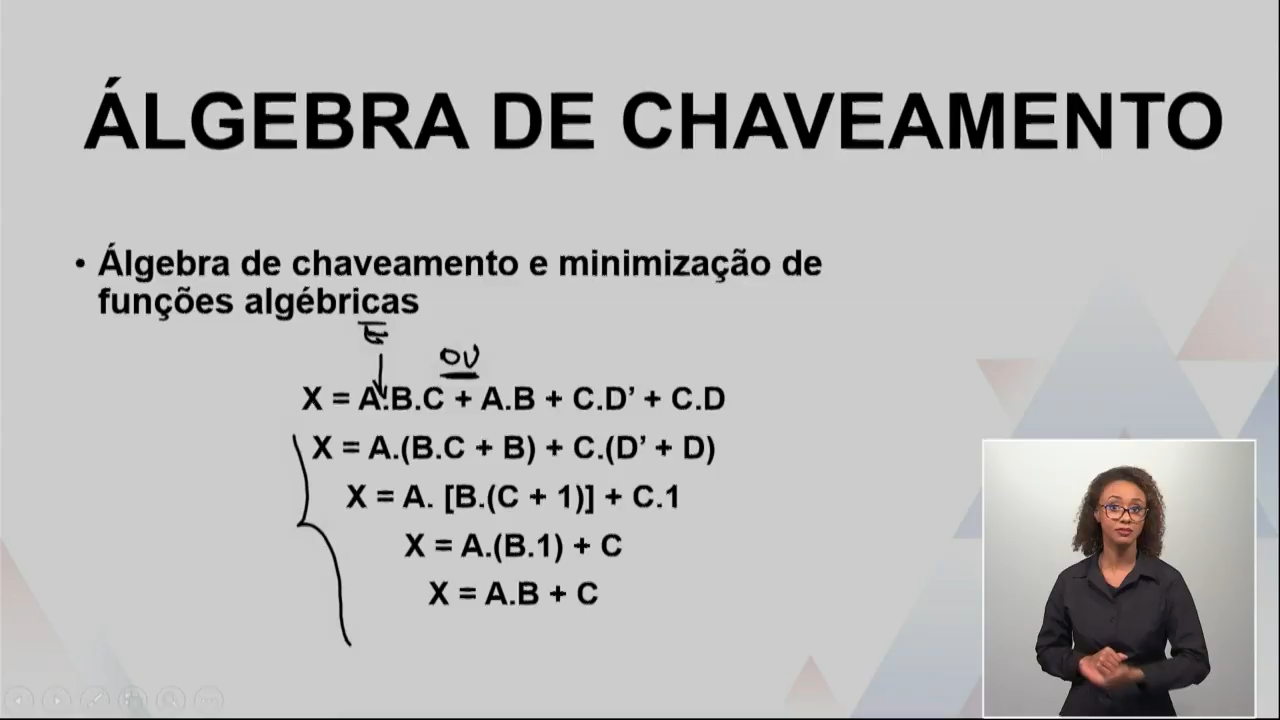 ÁLGEBRA DE CHAVEAMENTO
• Álgebra de chaveamento e minimização de
funções algébricas
E
OU
X = A.B.C + A.B + C.D’ + C.D
X = A.(B.C + B) + C.(D’ + D)
X = A. [B.(C + 1)] + C.1
X = A.(B.1) + C
X = A.B + C